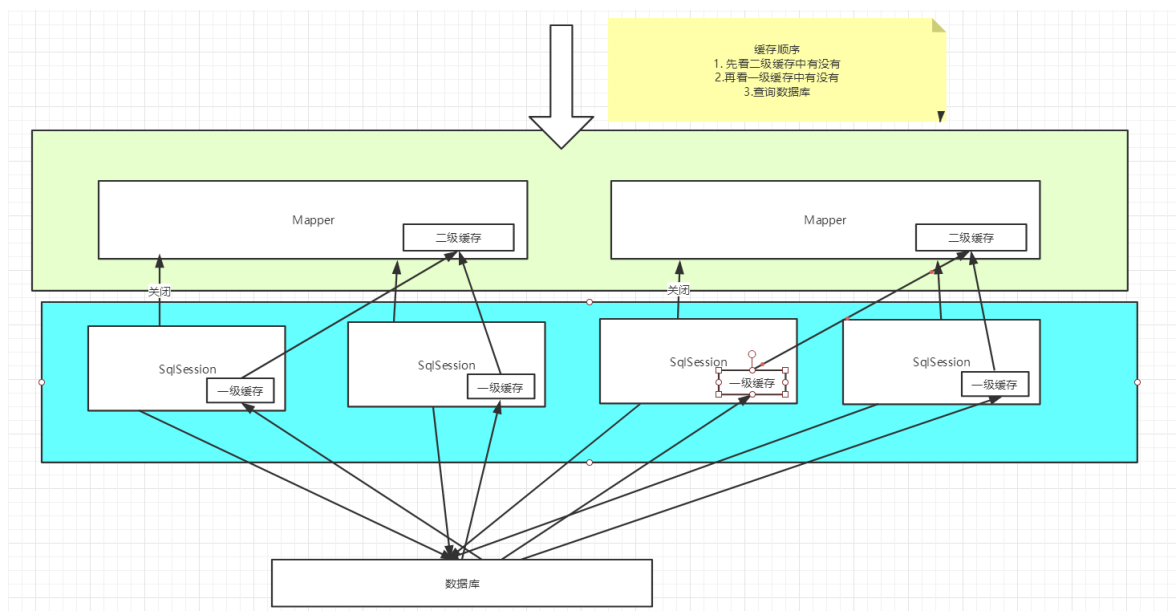 缓存顺序
1. 先看二级缓存中有没有
2.再看一级缓存中有没有
3.查询数据库
Mapper
二级缓存
Mapper
二级缓存
关闭
关闭
SqlSession
一级缓存
SqlSession
一级缓存
SqlSession
一级缓存
SqlSession
一级缓存
数据库